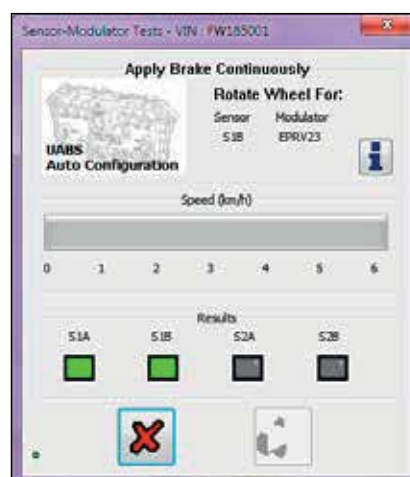 Sensor-Modulator Tests - VIN : FW185001
Apply Brake Continuously
Rotate Wheel For:
Sensor Modulator
S1B EPRV23
UABS
Auto Configuration
Speed (km/h)
0 1 2 3 4 5 6
Results
S1A S1B S2A S2B